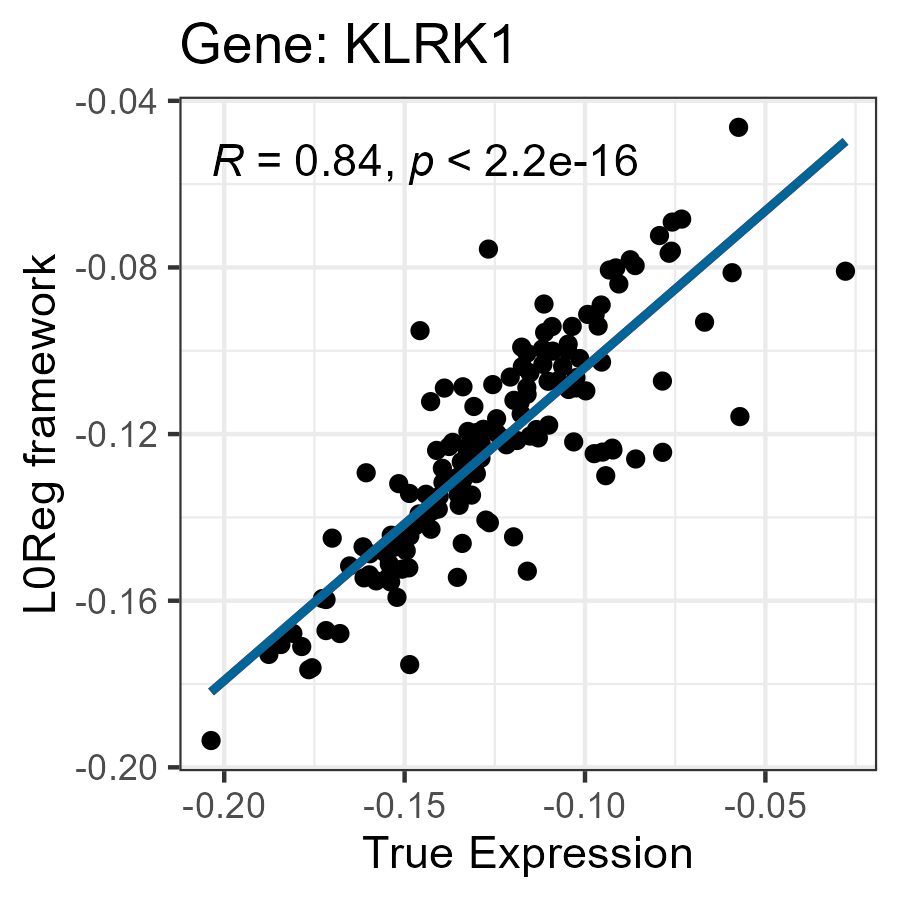 Gene: KLRK1
R = 0.84, p < 2.2e-16
L0Reg framework
-0.04
-0.08
-0.12
-0.16
-0.20
-0.20
-0.15
-0.10
-0.05
True Expression